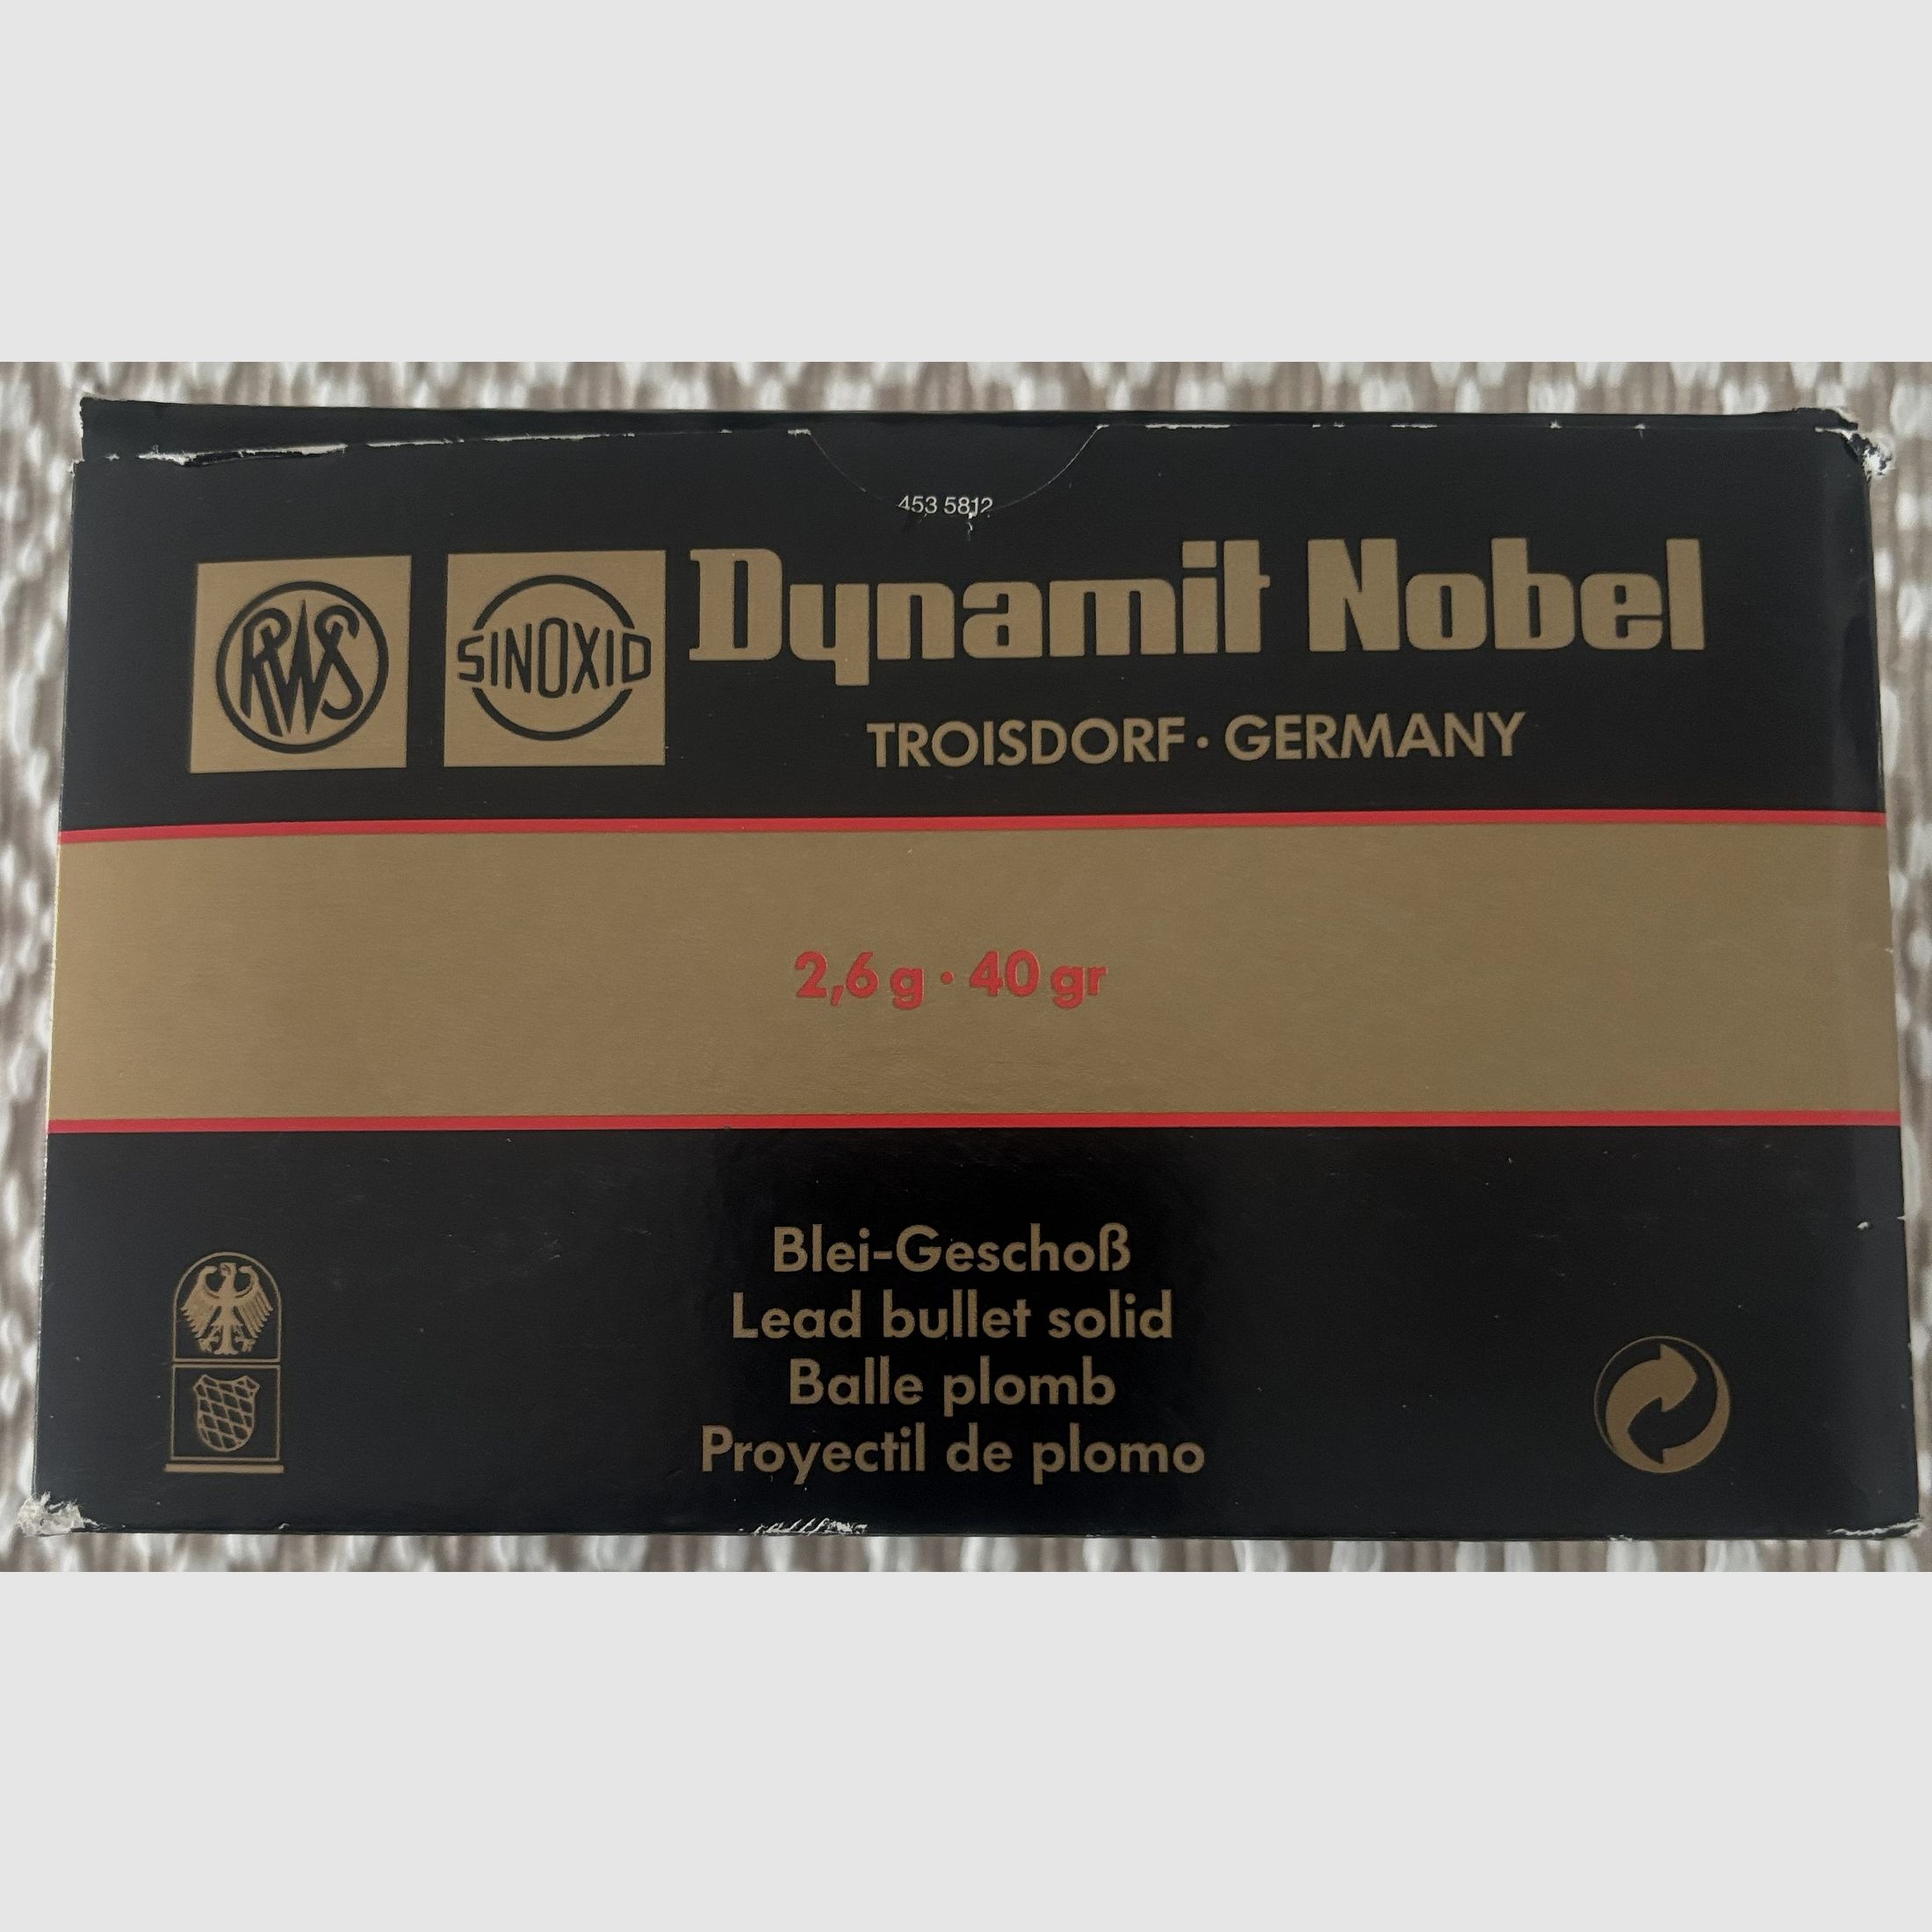 453 5812
RWS
SINOXID
Dynamit Nobel
TROISDORF · GERMANY
2,6 g · 40 gr
Blei-Geschoß
Lead bullet solid
Balle plomb
Proyectil de plomo